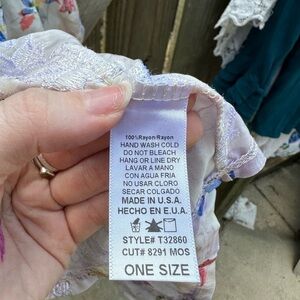 100%Rayon/Rayon
HAND WASH COLD
DO NOT BLEACH
HANG OR LINE DRY
LAVAR A MANO
CON AGUA FRIA
NO USAR CLORO
SECAR COLGADO
MADE IN U.S.A.
HECHO EN E.U.A.
STYLE# T32860
CUT# 8291 MOS
ONE SIZE